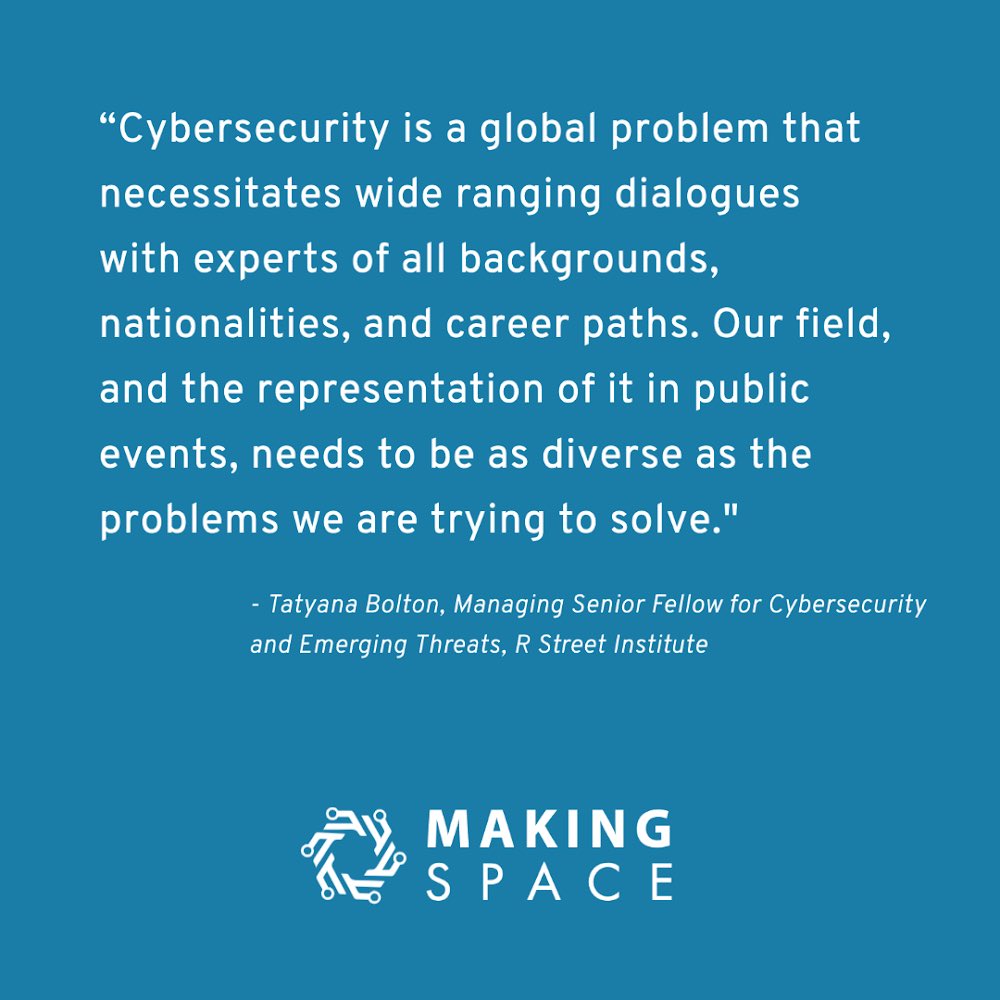 “Cybersecurity is a global problem that
necessitates wide ranging dialogues
with experts of all backgrounds,
nationalities, and career paths. Our field,
and the representation of it in public
events, needs to be as diverse as the
problems we are trying to solve."
- Tatyana Bolton, Managing Senior Fellow for Cybersecurity
and Emerging Threats, R Street Institute
MAKING
SPACE